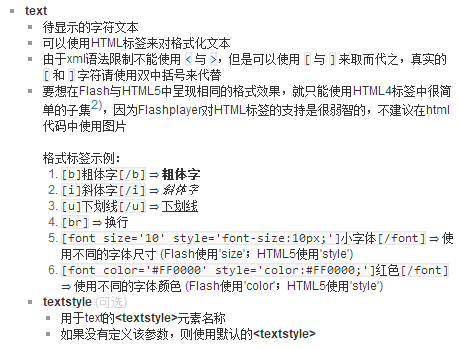 text
待显示的字符文本
可以使用HTML标签来对格式化文本
由于xml语法限制不能使用 < 与 >，但是可以使用 [ 与 ] 来取而代之，真实的
[ 和 ] 字符请使用双中括号来代替
要想在Flash与HTML5中呈现相同的格式效果，就只能使用HTML4标签中很简
单的子集2)，因为Flashplayer对HTML标签的支持是很弱智的，不建议在html
代码中使用图片
格式标签示例：
1. [b]粗体字[/b] ⇒ 粗体字
2. [i]斜体字[/i] ⇒ 斜体字
3. [u]下划线[/u] ⇒ 下划线
4. [br] ⇒ 换行
5. [font size='10' style='font-size:10px;']小字体[/font] ⇒ 使
用不同的字体尺寸 (Flash使用'size'；HTML5使用'style')
6. [font color='#FF0000' style='color:#FF0000;']红色[/font]
⇒ 使用不同的字体颜色 (Flash使用'color'；HTML5使用'style')
textstyle (可选)
用于text的<textstyle>元素名称
如果没有定义该参数，则使用默认的<textstyle>